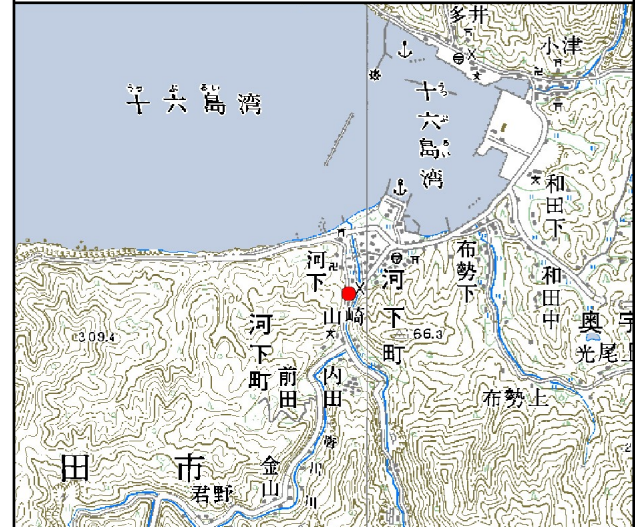 多井
小津
うっぷるい
十六島湾
うっぷるい
十六島湾
和田下
布勢下
和田中
河下
河下町
山崎
66.3
309.4
河下町
前田
内田
奥宇
光尾上
布勢上
田市
金山
君野
川
川